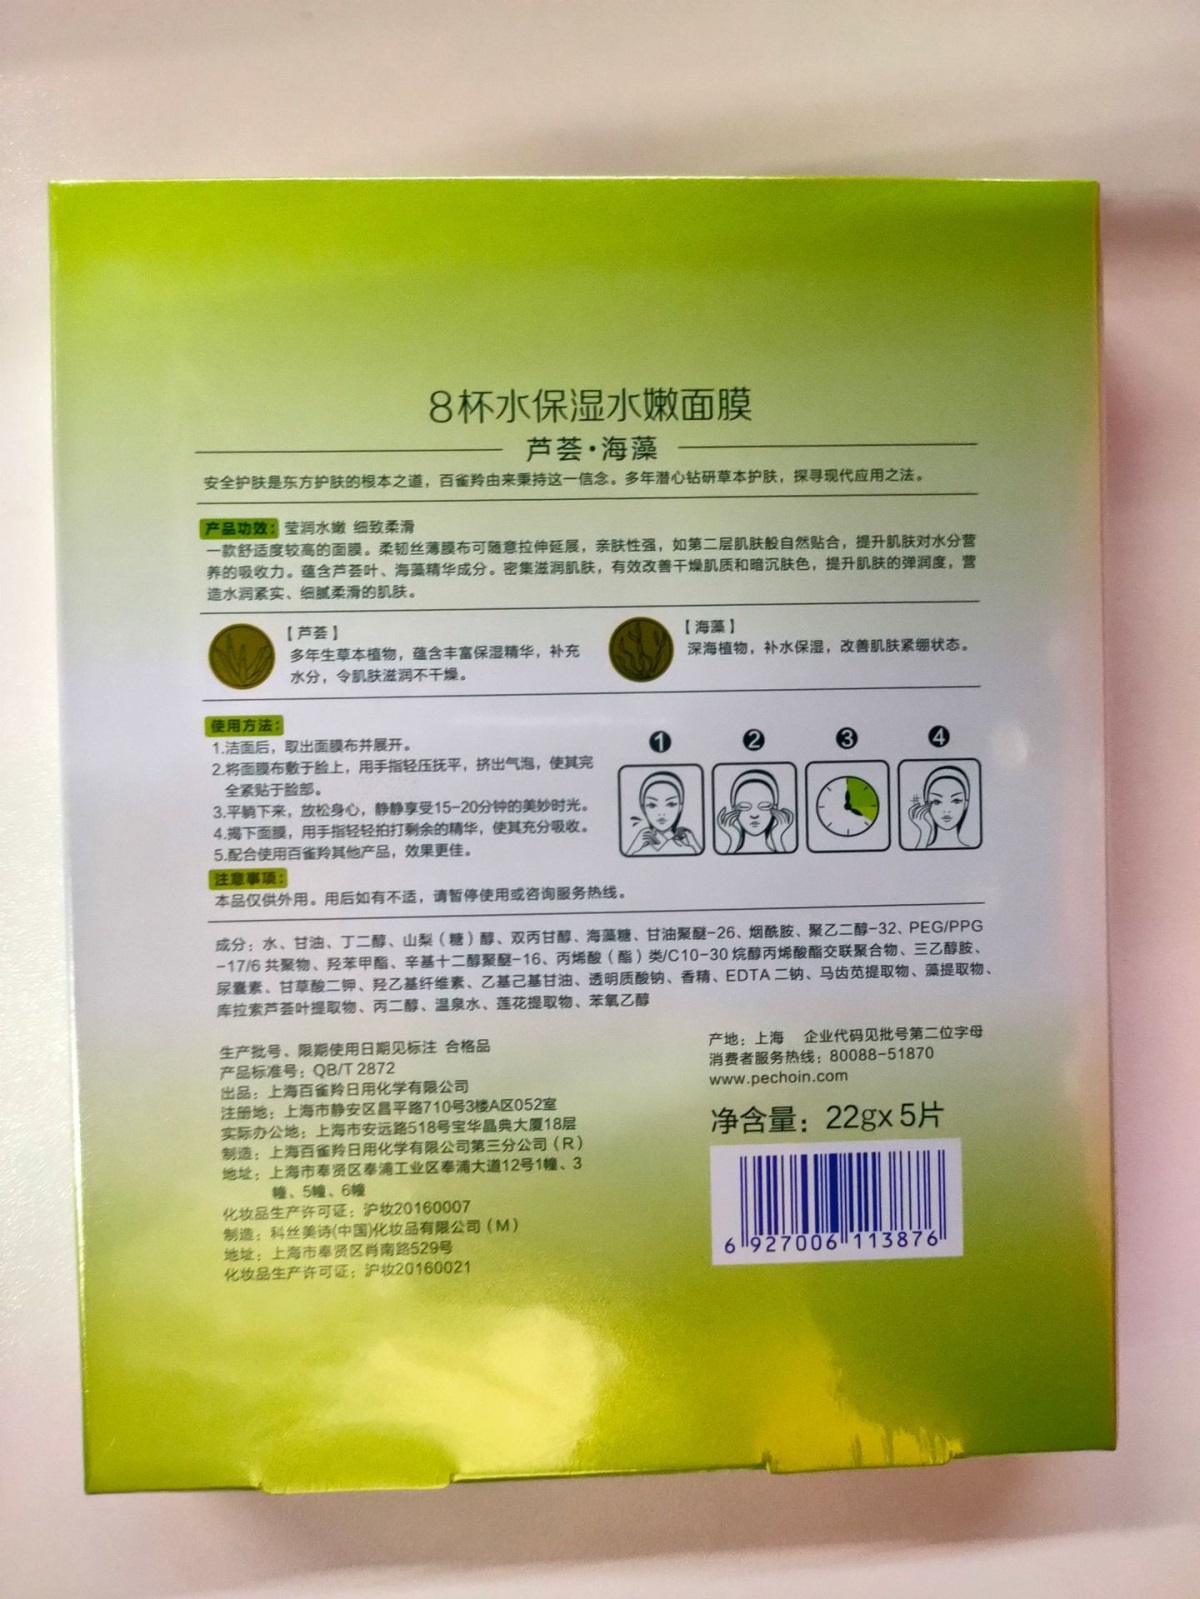 8杯水保湿水嫩面膜
芦荟·海藻
安全护肤是东方护肤的根本之道，百雀羚由来秉持这一信念。多年潜心钻研草本护肤，探寻现代应用之法。
产品功效：莹润水嫩 细致柔滑
一款舒适度较高的面膜。柔韧丝薄膜布可随意拉伸延展，亲肤性强，如第二层肌肤般自然贴合，提升肌肤对水分营
养的吸收力。蕴含芦荟叶、海藻精华成分。密集滋润肌肤，有效改善干燥肌质和暗沉肤色，提升肌肤的弹润度，营
造水润紧实、细腻柔滑的肌肤。
【芦荟】
多年生草本植物，蕴含丰富保湿精华，补充
水分，令肌肤滋润不干燥。
【海藻】
深海植物，补水保湿，改善肌肤紧绷状态。
使用方法：
1.洁面后，取出面膜布并展开。
2.将面膜布敷于脸上，用手指轻压抚平，挤出气泡，使其完
全紧贴于脸部。
3.平躺下来，放松身心，静静享受15-20分钟的美妙时光。
4.揭下面膜，用手指轻轻拍打剩余的精华，使其充分吸收。
5.配合使用百雀羚其他产品，效果更佳。
1 2 3 4
注意事项：
本品仅供外用。用后如有不适，请暂停使用或咨询服务热线。
成分：水、甘油、丁二醇、山梨（糖）醇、双丙甘醇、海藻糖、甘油聚醚-26、烟酰胺、聚乙二醇-32、PEG/PPG
-17/6 共聚物、羟苯甲酯、辛基十二醇聚醚-16、丙烯酸（酯）类/C10-30 烷醇丙烯酸酯交联聚合物、三乙醇胺、
尿囊素、甘草酸二钾、羟乙基纤维素、乙基己基甘油、透明质酸钠、香精、EDTA 二钠、马齿苋提取物、藻提取物、
库拉索芦荟叶提取物、丙二醇、温泉水、莲花提取物、苯氧乙醇
生产批号、限期使用日期见标注 合格品
产品标准号：QB/T 2872
出品：上海百雀羚日用化学有限公司
注册地：上海市静安区昌平路710号3楼A区052室
实际办公地：上海市安远路518号宝华晶典大厦18层
制造：上海百雀羚日用化学有限公司第三分公司（R）
地址：上海市奉贤区奉浦工业区奉浦大道12号1幢、3
幢、5幢、6幢
化妆品生产许可证：沪妆20160007
制造：科丝美诗(中国)化妆品有限公司（M）
地址：上海市奉贤区肖南路529号
化妆品生产许可证：沪妆20160021
产地：上海 企业代码见批号第二位字母
消费者服务热线：80088-51870
www.pechoin.com
净含量：22gx5片
6 927006 113876